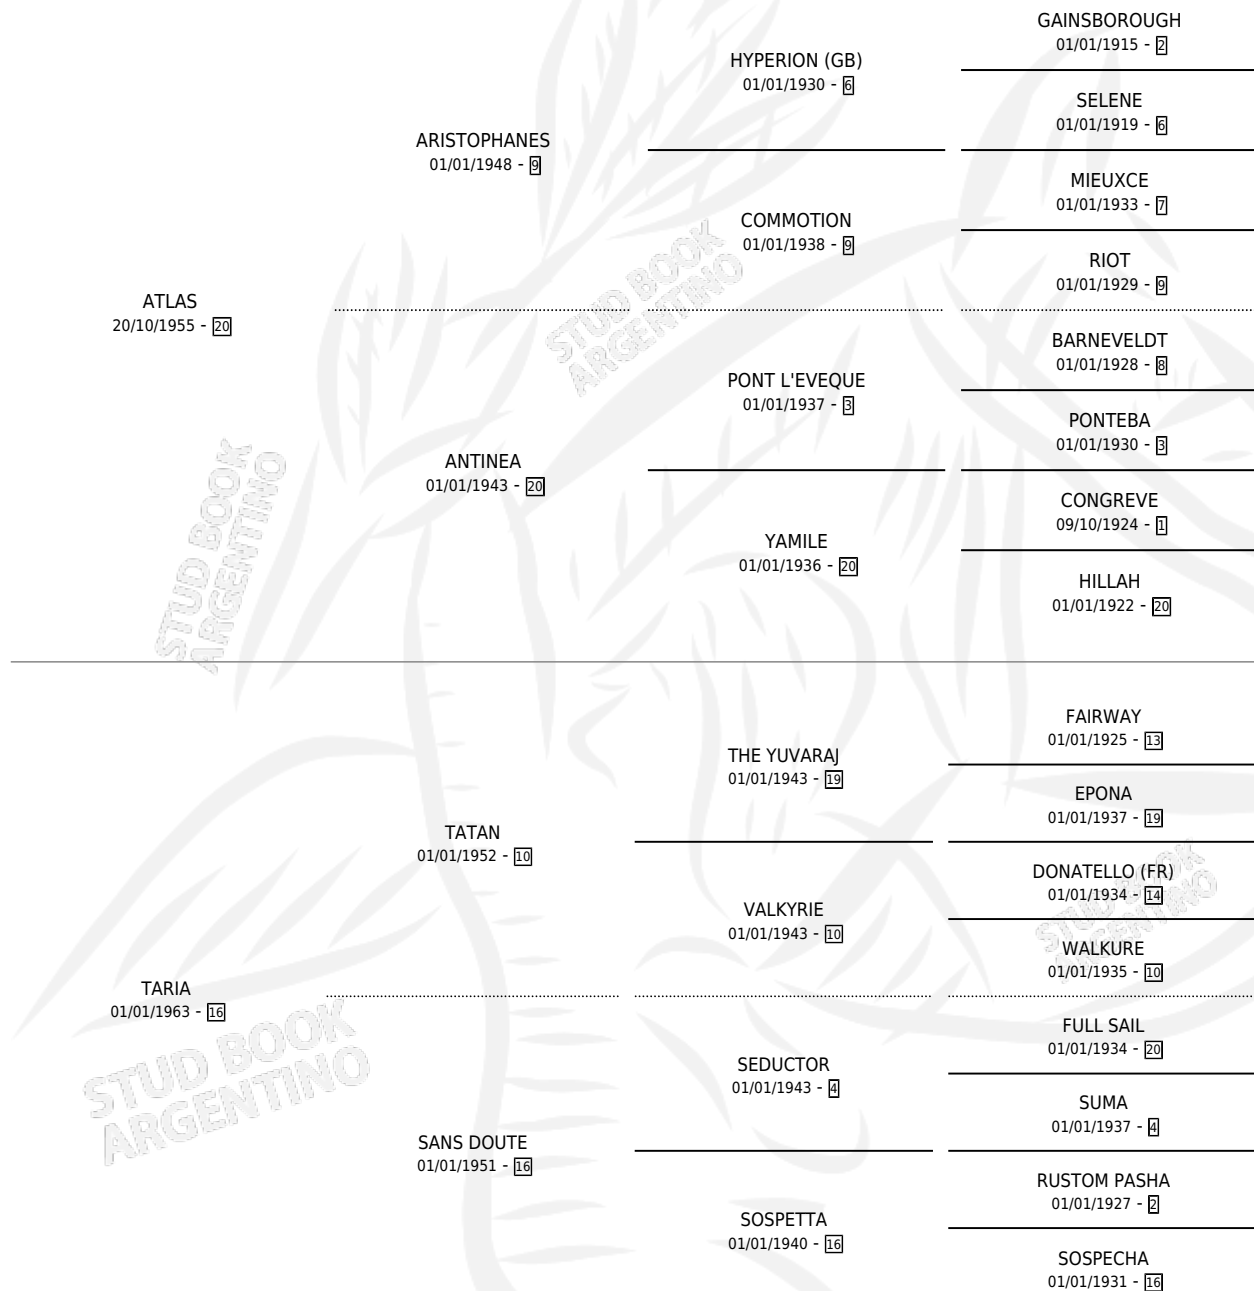 GAINSBOROUGH
01/01/1915 - 2
HYPERION (GB)
01/01/1930 - 6
SELENE
01/01/1919 - 6
ARISTOPHANES
01/01/1948 - 9
MIEUXCE
01/01/1933 - 7
COMMOTION
01/01/1938 - 9
RIOT
01/01/1929 - 9
ATLAS
20/10/1955 - 20
BARNEVELDT
01/01/1928 - 8
PONT L'EVEQUE
01/01/1937 - 3
PONTEBA
01/01/1930 - 3
ANTINEA
01/01/1943 - 20
CONGREVE
09/10/1924 - 1
YAMILE
01/01/1936 - 20
HILLAH
01/01/1922 - 20
FAIRWAY
01/01/1925 - 13
THE YUVARAJ
01/01/1943 - 19
EPONA
01/01/1937 - 19
TATAN
01/01/1952 - 10
DONATELLO (FR)
01/01/1934 - 14
VALKYRIE
01/01/1943 - 10
WALKURE
01/01/1935 - 10
TARIA
01/01/1963 - 16
FULL SAIL
01/01/1934 - 20
SEDUCTOR
01/01/1943 - 4
SUMA
01/01/1937 - 4
SANS DOUTE
01/01/1951 - 16
RUSTOM PASHA
01/01/1927 - 2
SOSPETTA
01/01/1940 - 16
SOSPECHA
01/01/1931 - 16
STUD BOOK
ARGENTINO
STUD BOOK
ARGENTINO
STUD BOOK
ARGENTINO
STUD BOOK
ARGENTINO